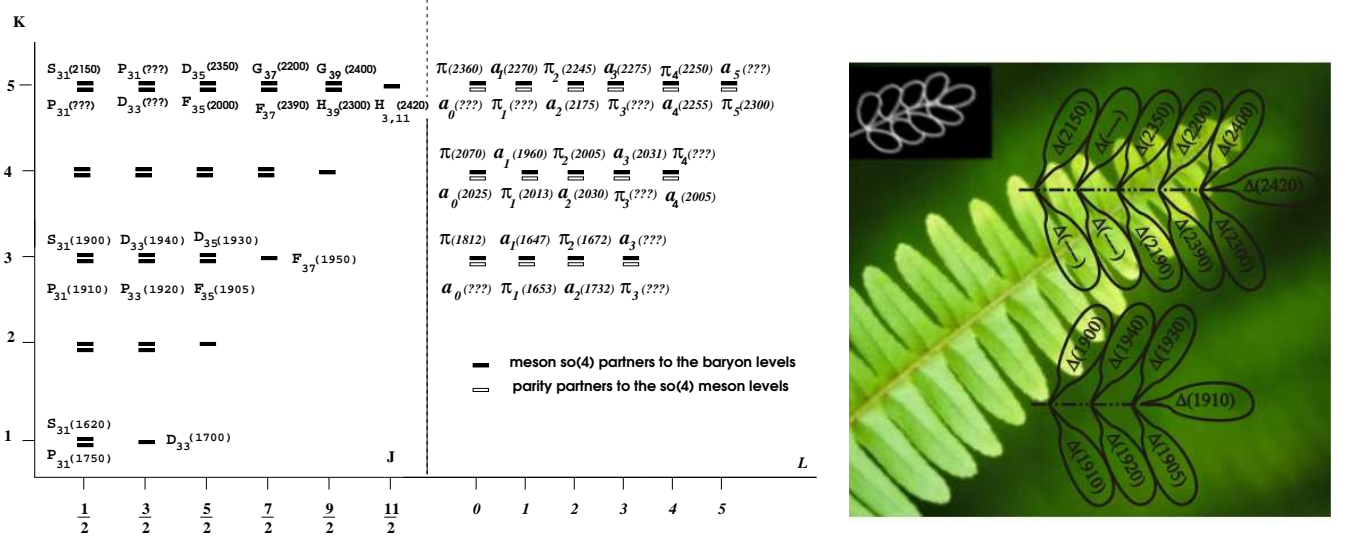 K
S31(2150) P31(???) D35(2350) G37(2200) G39(2400)
5
P31(???) D33(???) F35(2000) F37(2390) H39(2300) H3,11(2420)
4
S31(1900) D33(1940) D35(1930)
3
F37(1950)
P31(1910) P33(1920) F35(1905)
2
S31(1620)
1
D33(1700)
P31(1750)
J
1/2 3/2 5/2 7/2 9/2 11/2
π(2360) a1(2270) π2(2245) a3(2275) π4(2250) a5(???)
a0(???) π1(???) a2(2175) π3(???) a4(2255) π5(2300)
π(2070) a1(1960) π2(2005) a3(2031) π4(???)
a0(2025) π1(2013) a2(2030) π3(???) a4(2005)
π(1812) a1(1647) π2(1672) a3(???)
a0(???) π1(1653) a2(1732) π3(???)
meson so(4) partners to the baryon levels
parity partners to the so(4) meson levels
L
0 1 2 3 4 5
Δ(2150) Δ(---) Δ(2350) Δ(2200) Δ(2400)
Δ(2420)
Δ(---) Δ(---) Δ(2190) Δ(2390) Δ(2300)
Δ(1900) Δ(1940) Δ(1930)
Δ(1910)
Δ(1910) Δ(1920) Δ(1905)